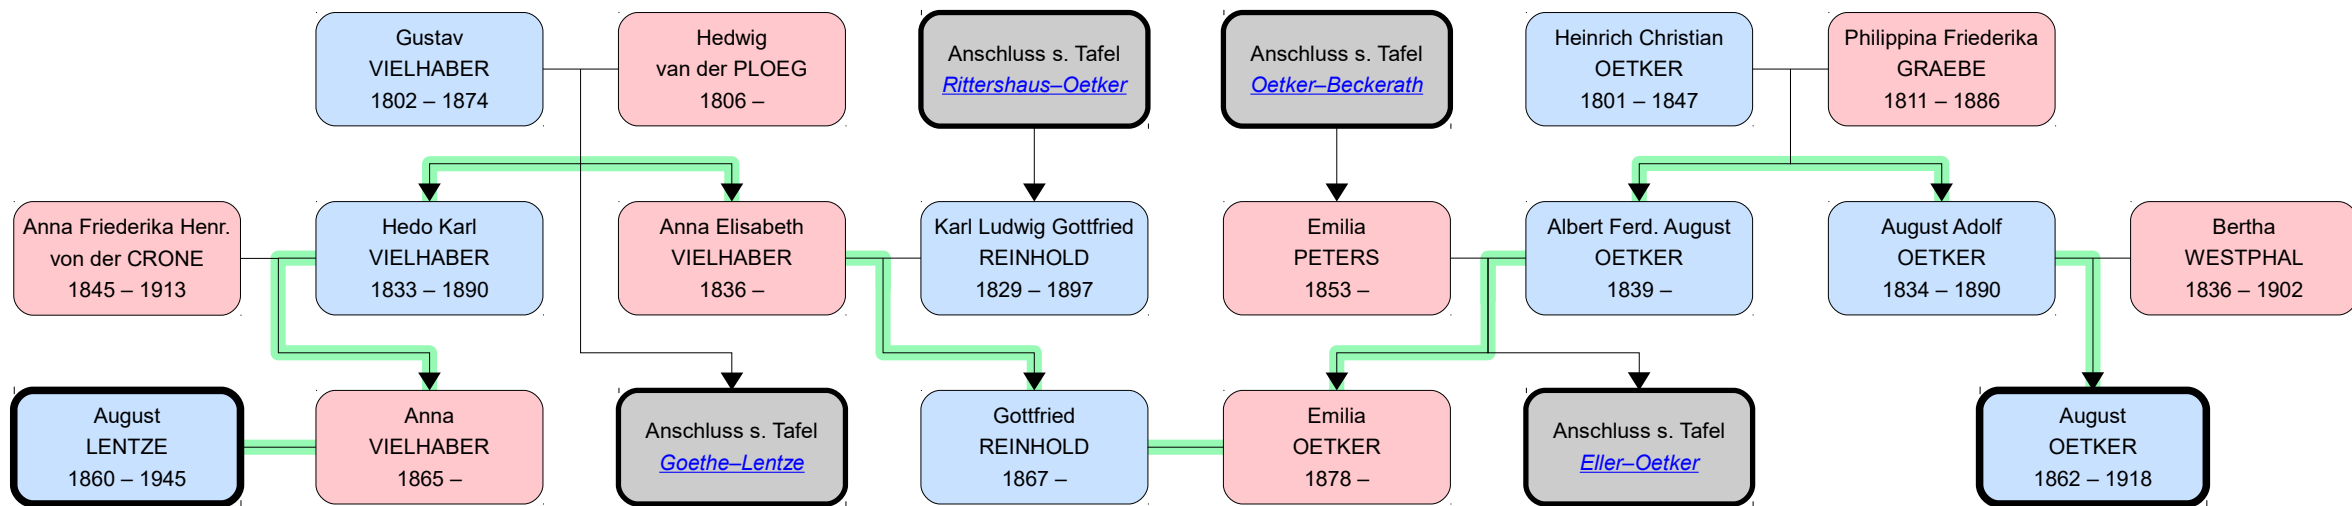 Gustav
VIELHABER
1802 – 1874
Hedwig
van der PLOEG
1806 –
Anschluss s. Tafel
Rittershaus–Oetker
Anschluss s. Tafel
Oetker–Beckerath
Heinrich Christian
OETKER
1801 – 1847
Philippina Friederika
GRAEBE
1811 – 1886
Anna Friederika Henr.
von der CRONE
1845 – 1913
Hedo Karl
VIELHABER
1833 – 1890
Anna Elisabeth
VIELHABER
1836 –
Karl Ludwig Gottfried
REINHOLD
1829 – 1897
Emilia
PETERS
1853 –
Albert Ferd. August
OETKER
1839 –
August Adolf
OETKER
1834 – 1890
Bertha
WESTPHAL
1836 – 1902
August
LENTZE
1860 – 1945
Anna
VIELHABER
1865 –
Anschluss s. Tafel
Goethe–Lentze
Gottfried
REINHOLD
1867 –
Emilia
OETKER
1878 –
Anschluss s. Tafel
Eller–Oetker
August
OETKER
1862 – 1918